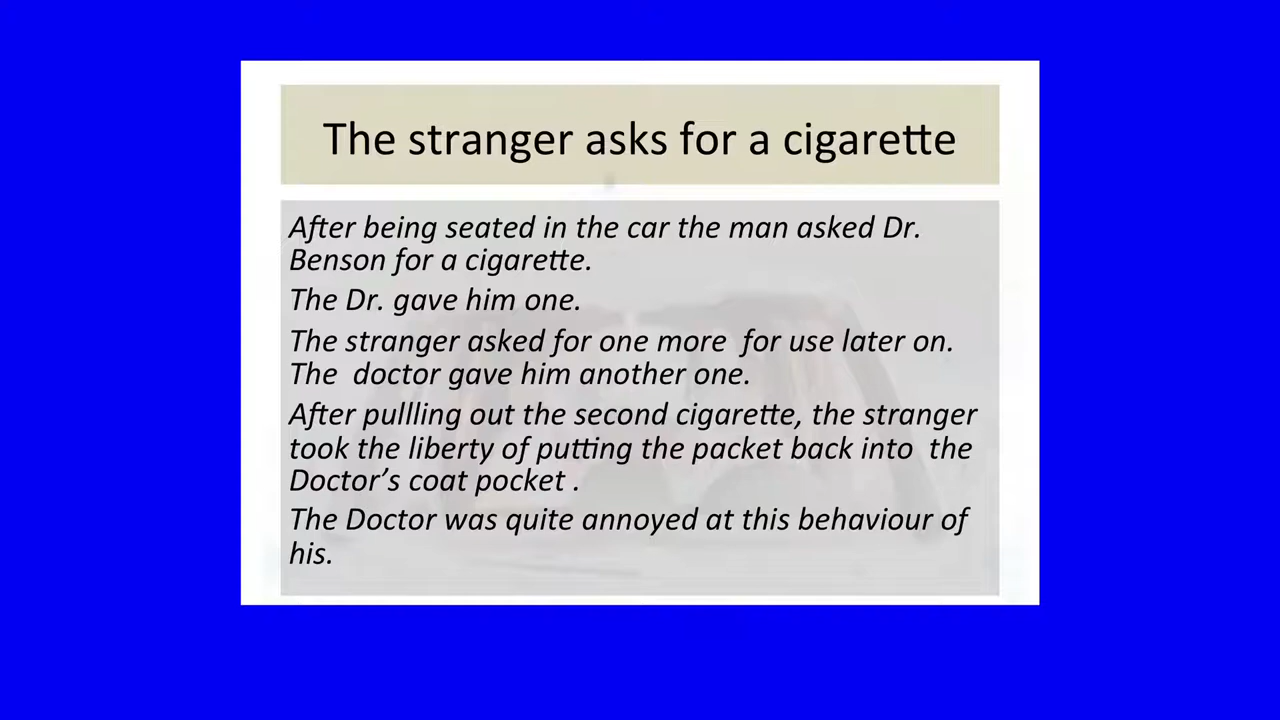 The stranger asks for a cigarette
After being seated in the car the man asked Dr.
Benson for a cigarette.
The Dr. gave him one.
The stranger asked for one more  for use later on.
The  doctor gave him another one.
After pullling out the second cigarette, the stranger
took the liberty of putting the packet back into  the
Doctor’s coat pocket .
The Doctor was quite annoyed at this behaviour of
his.